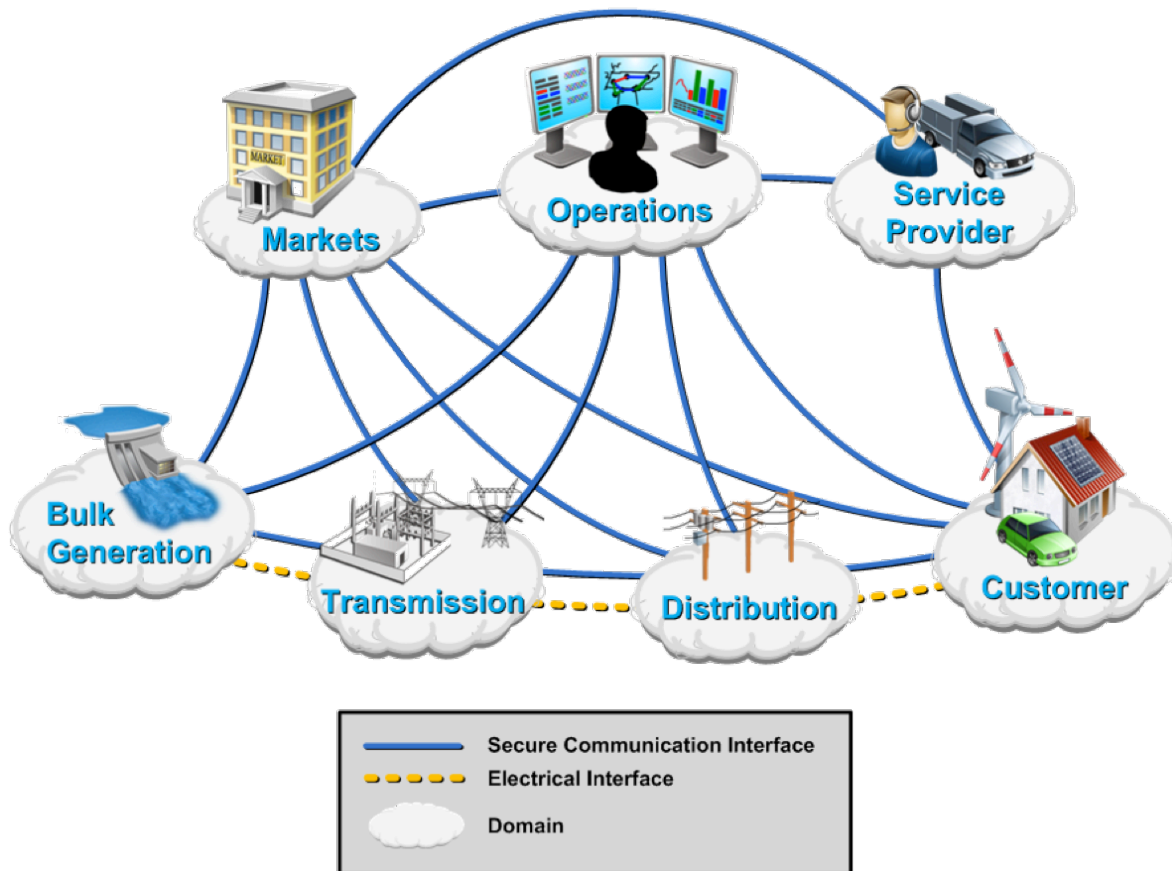 MARKET
Markets
Operations
Service
Provider
Bulk
Generation
Transmission
Distribution
Customer
Secure Communication Interface
Electrical Interface
Domain